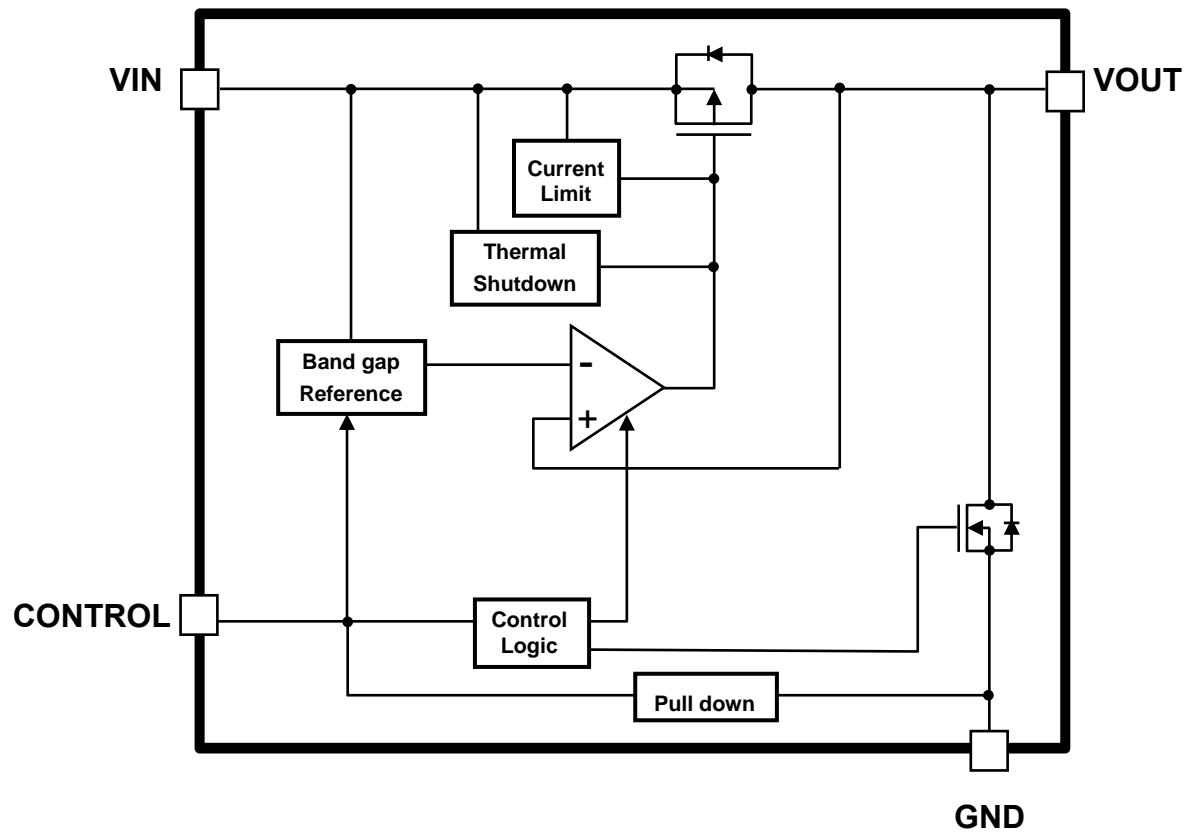 VIN
VOUT
Current
Limit
Thermal
Shutdown
Band gap
Reference
-
+
CONTROL
Control
Logic
Pull down
GND